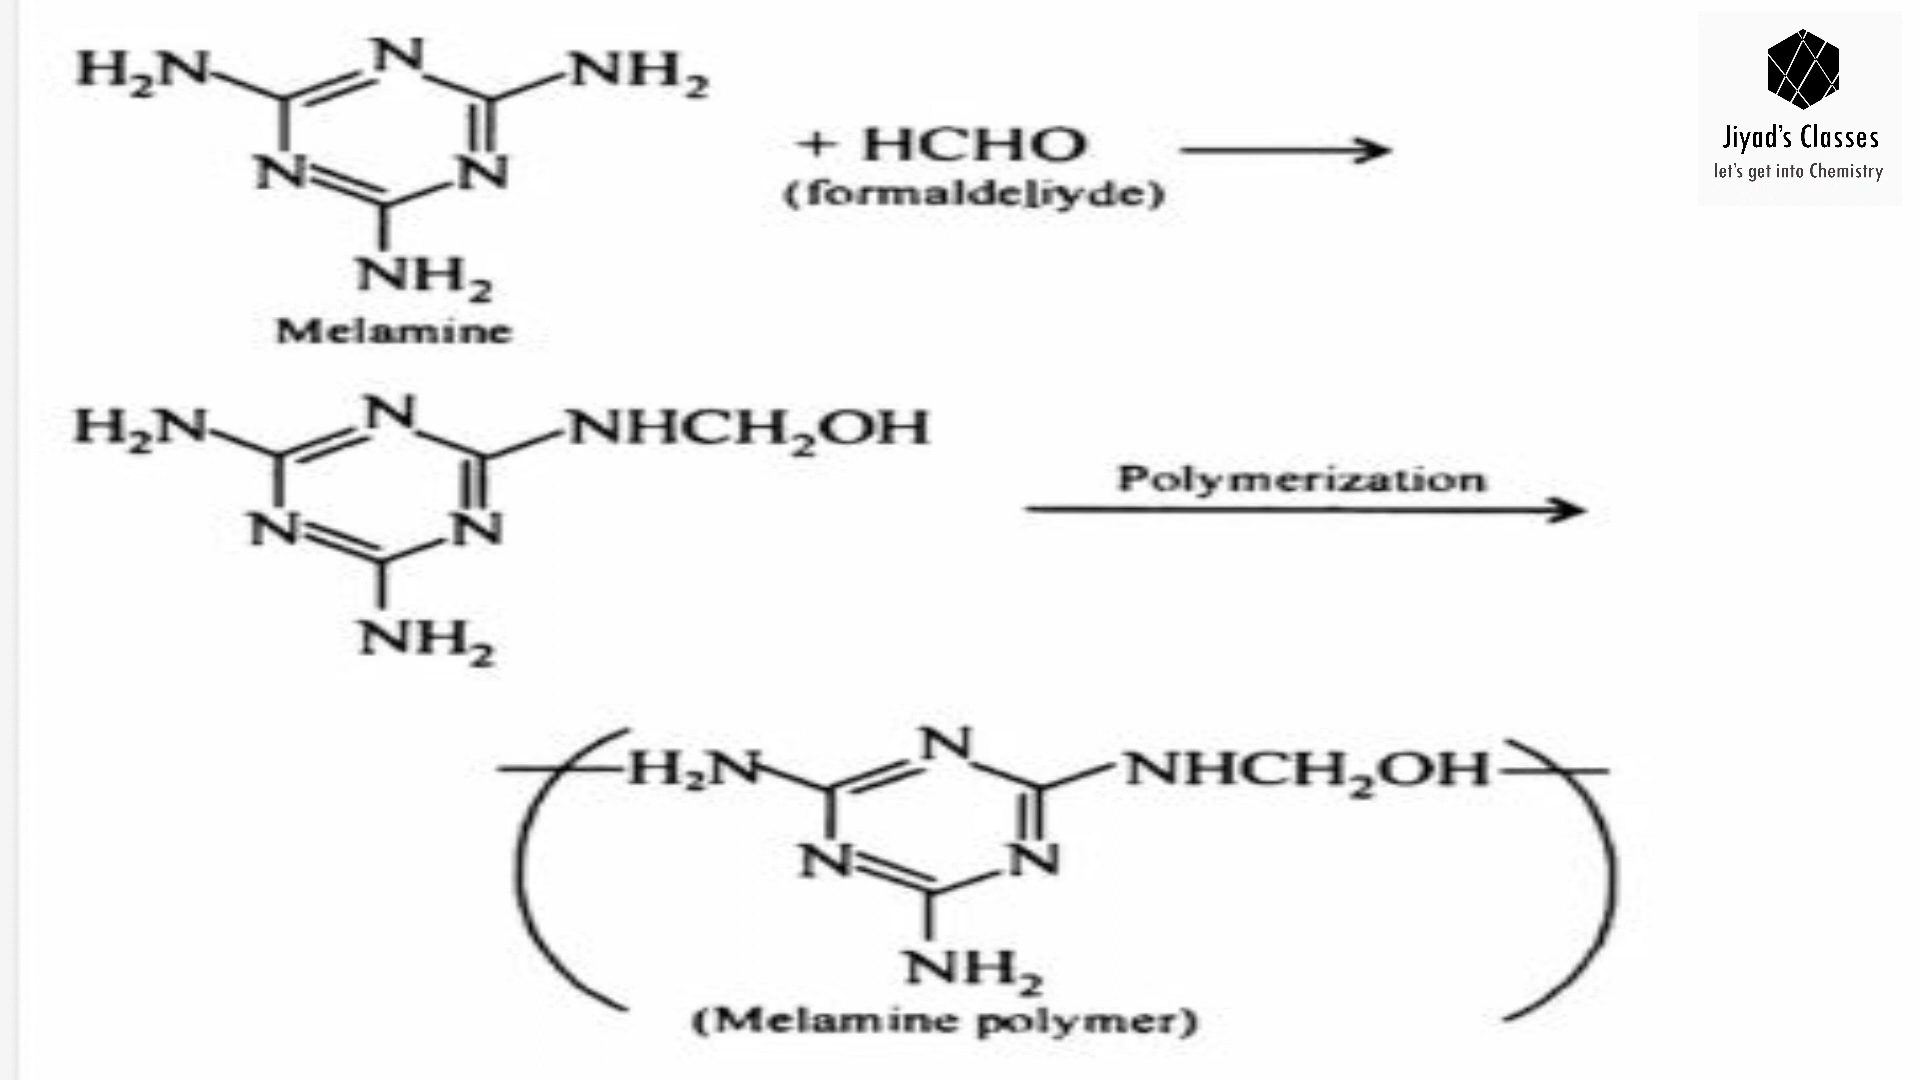 H₂N N NH₂
N N
NH₂
Melamine
+ HCHO
(formaldeliyde)
Jiyad's Classes
let's get into Chemistry
H₂N N NHCH₂OH
N N
NH₂
Polymerization
H₂N N NHCH₂OH
N N
NH₂
(Melamine polymer)